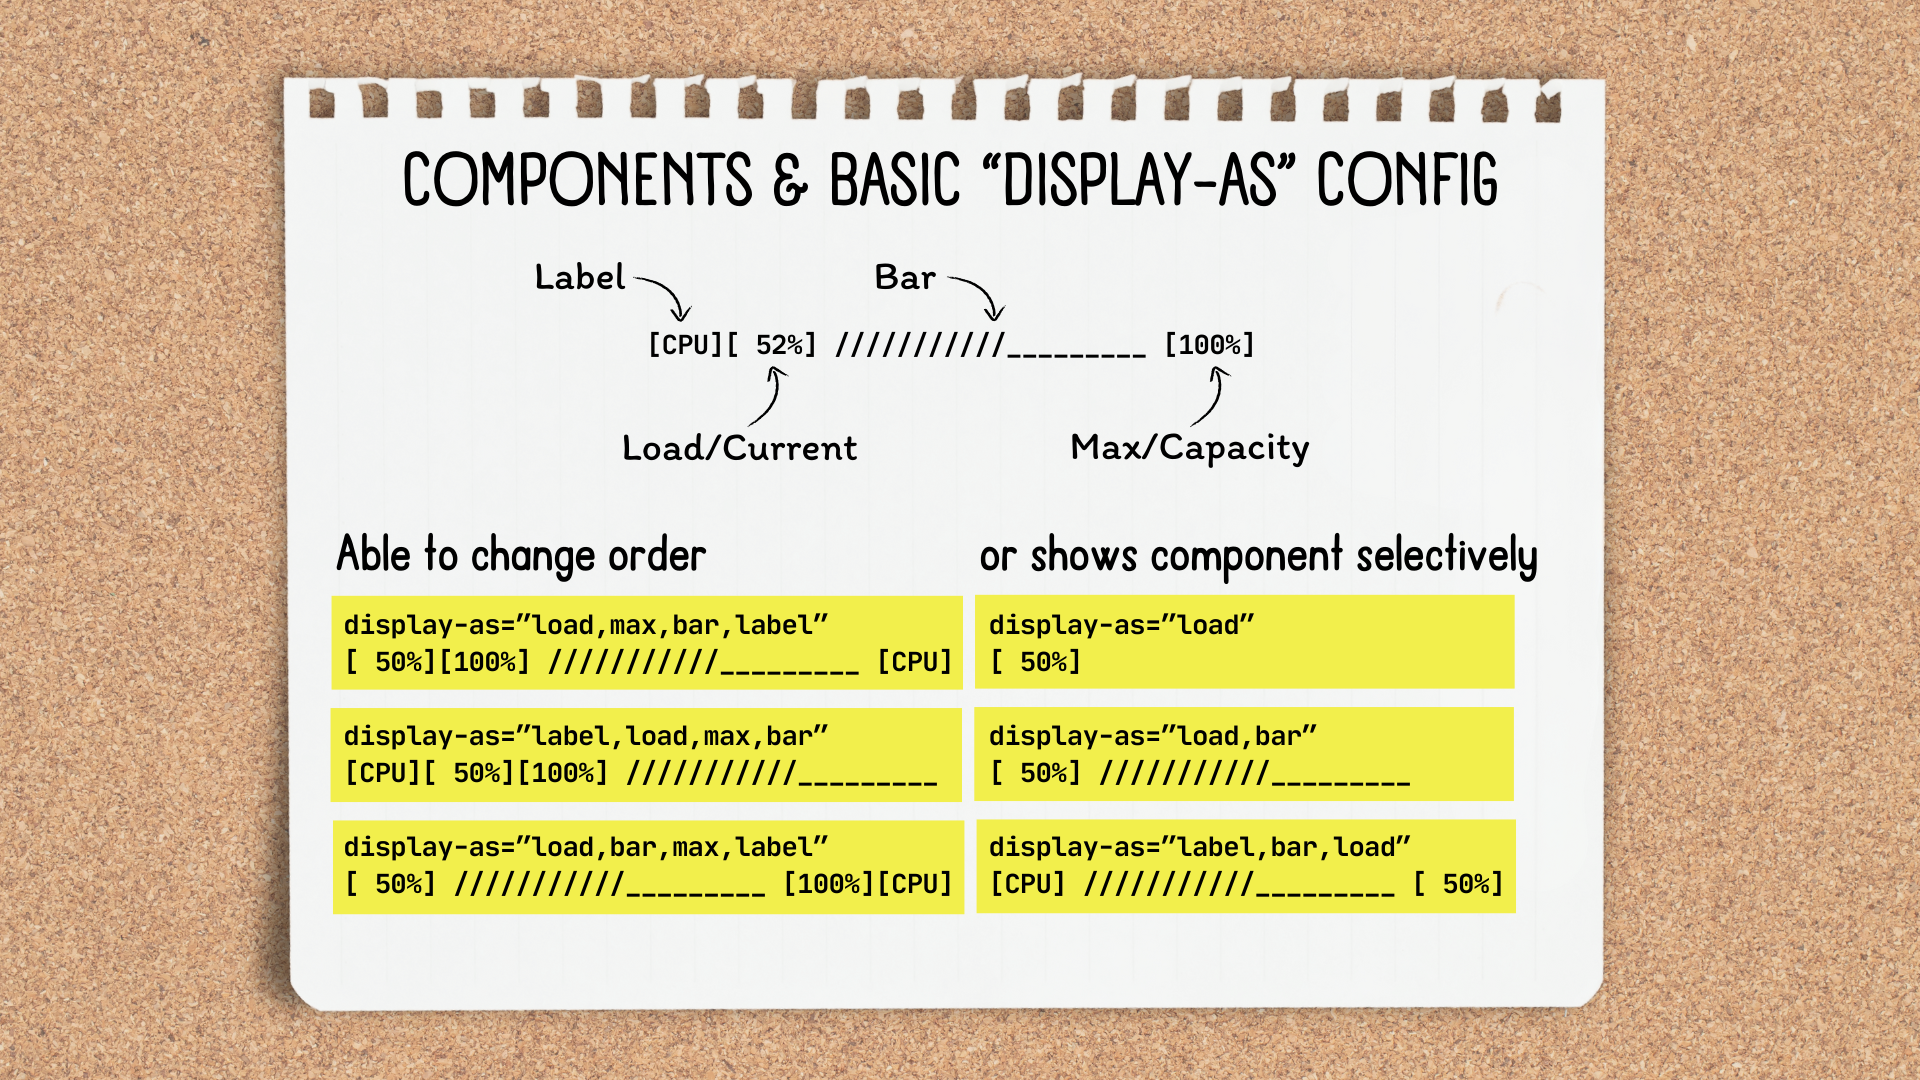 COMPONENTS & BASIC “DISPLAY-AS” CONFIG
Label
Bar
[CPU][ 52%] ///////////_________ [100%]
Load/Current
Max/Capacity
Able to change order
display-as=”load,max,bar,label”
[ 50%][100%] ///////////_________ [CPU]
display-as=”label,load,max,bar”
[CPU][ 50%][100%] ///////////_________
display-as=”load,bar,max,label”
[ 50%] ///////////_________ [100%][CPU]
or shows component selectively
display-as=”load”
[ 50%]
display-as=”load,bar”
[ 50%] ///////////_________
display-as=”label,bar,load”
[CPU] ///////////_________ [ 50%]